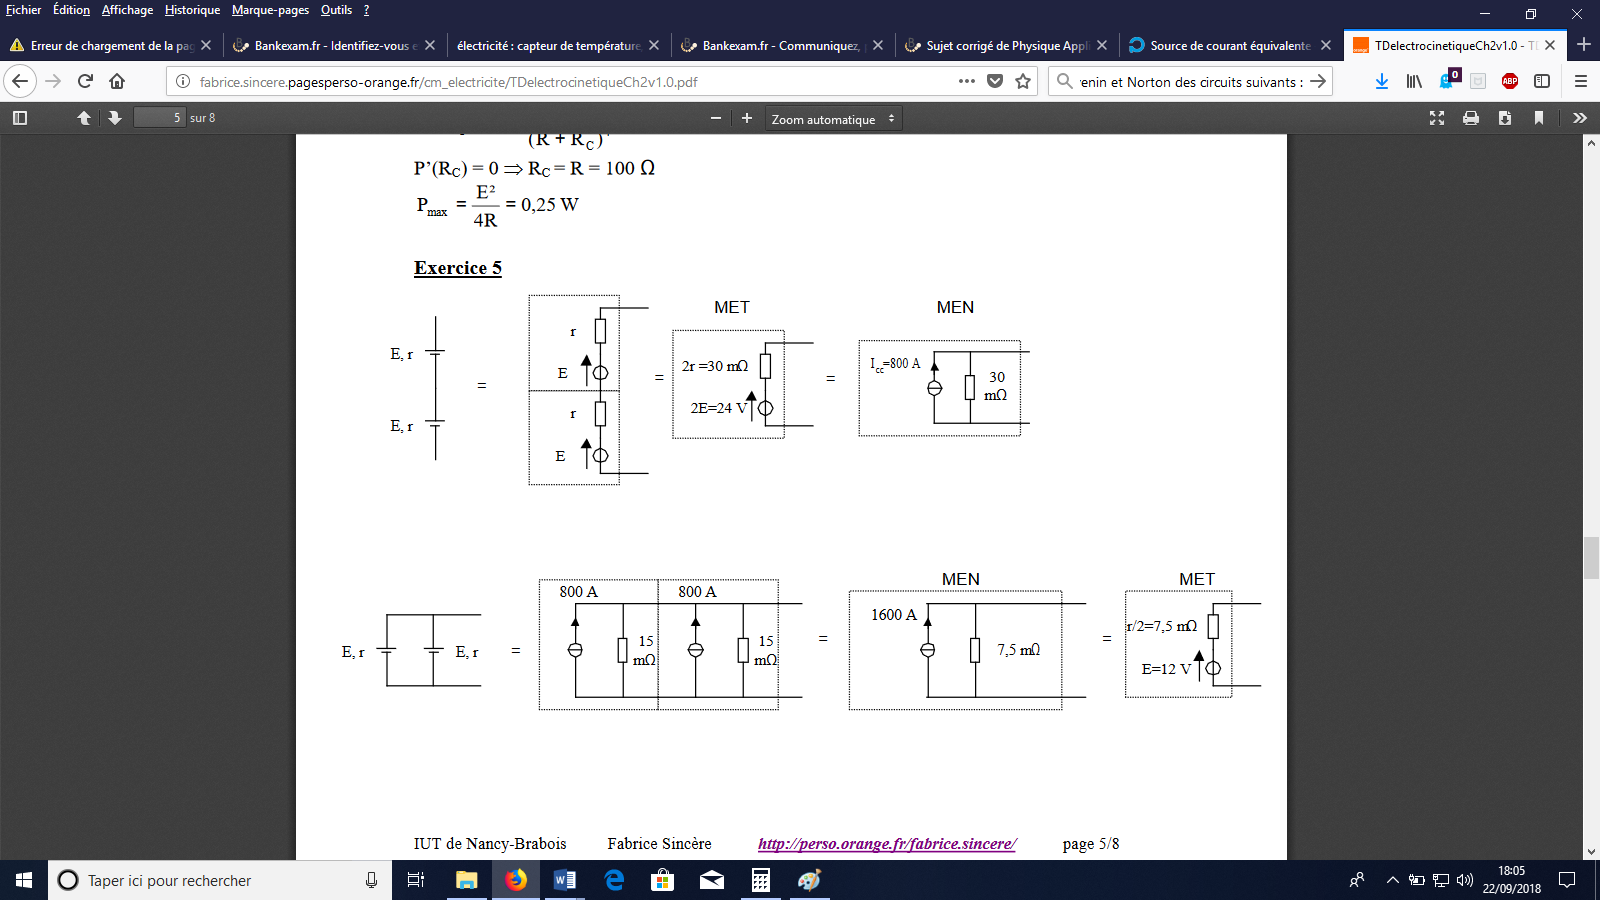 Fichier Édition Affichage Historique Marque-pages Outils ?
Erreur de chargement de la pag
Bankexam.fr - Identifiez-vous e
électricité : capteur de température,
Bankexam.fr - Communiquez,
Sujet corrigé de Physique Appli
Source de courant équivalente
TDelectrocinetiqueCh2v1.0 - T
fabrice.sincere.pagesperso-orange.fr/cm_electricite/TDelectrocinetiqueCh2v1.0.pdf
venin et Norton des circuits suivants :
0
ABP
5 sur 8
Zoom automatique
(R + RC)
P’(RC) = 0 ⇒ RC = R = 100 Ω
Pmax = E² / 4R = 0,25 W
Exercice 5
MET
MEN
E, r
E, r
=
r
E
r
E
=
2r =30 mΩ
2E=24 V
=
Icc=800 A
30
mΩ
MEN
MET
E, r
E, r
=
800 A
15
mΩ
800 A
15
mΩ
=
1600 A
7,5 mΩ
=
r/2=7,5 mΩ
E=12 V
IUT de Nancy-Brabois Fabrice Sincère http://perso.orange.fr/fabrice.sincere/ page 5/8
Taper ici pour rechercher
18:05
22/09/2018